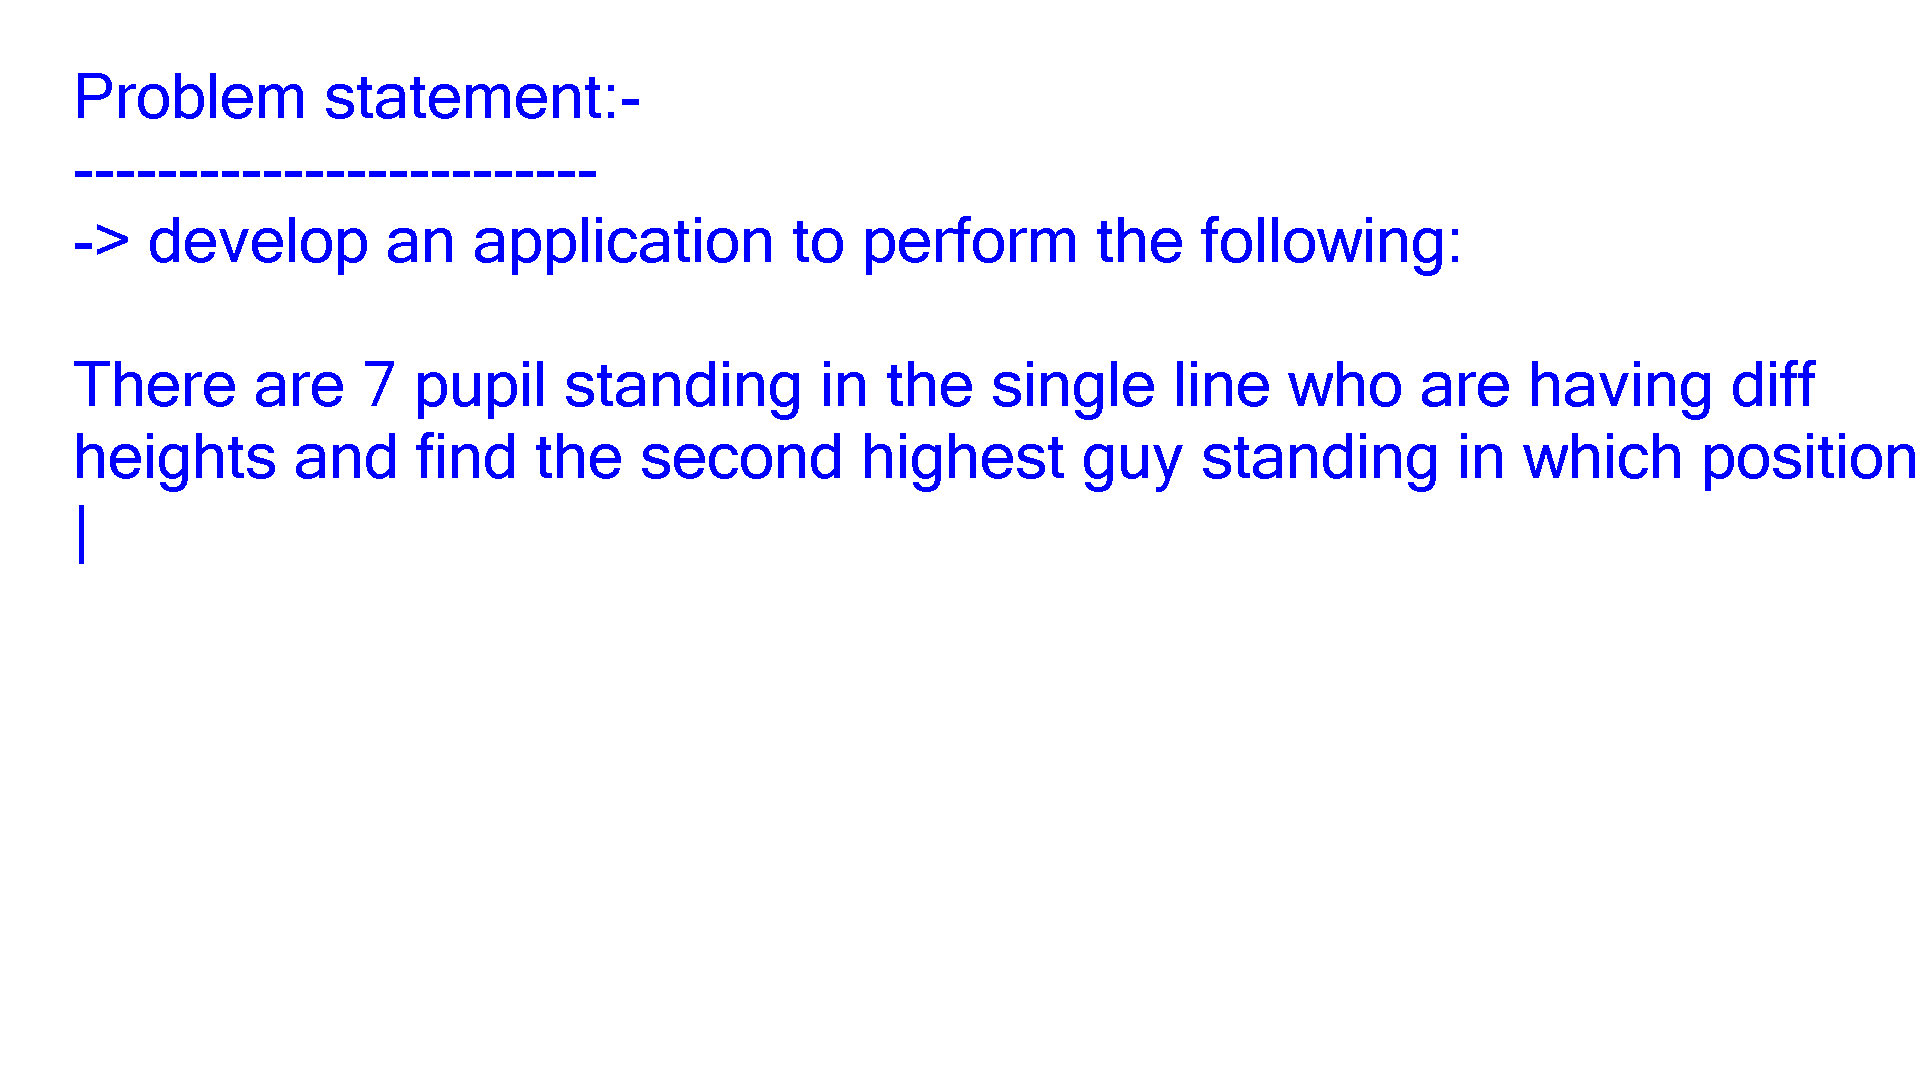 Problem statement:-
-------------------------
-> develop an application to perform the following:
There are 7 pupil standing in the single line who are having diff
heights and find the second highest guy standing in which position